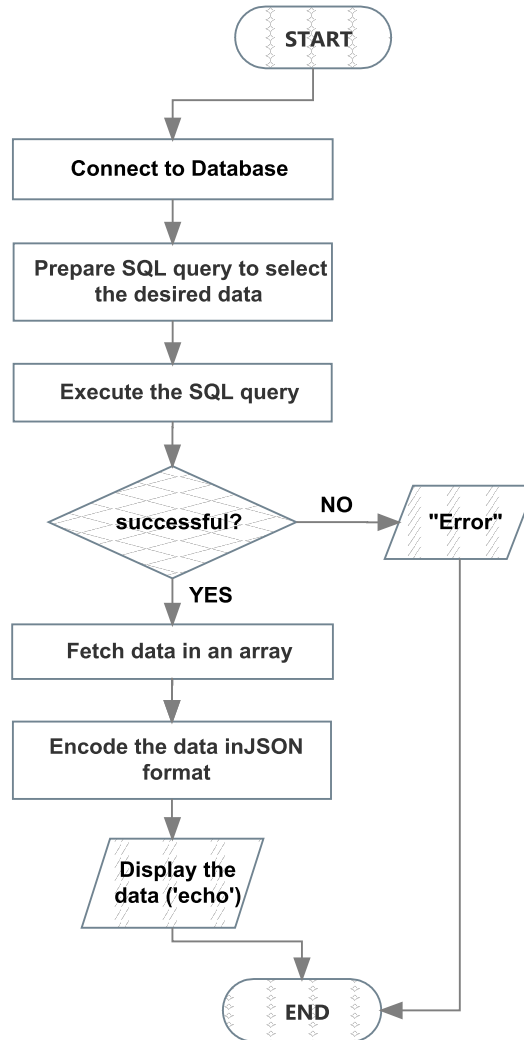 START
Connect to Database
Prepare SQL query to select
the desired data
Execute the SQL query
successful?
NO
"Error"
YES
Fetch data in an array
Encode the data inJSON
format
Display the
data ('echo')
END